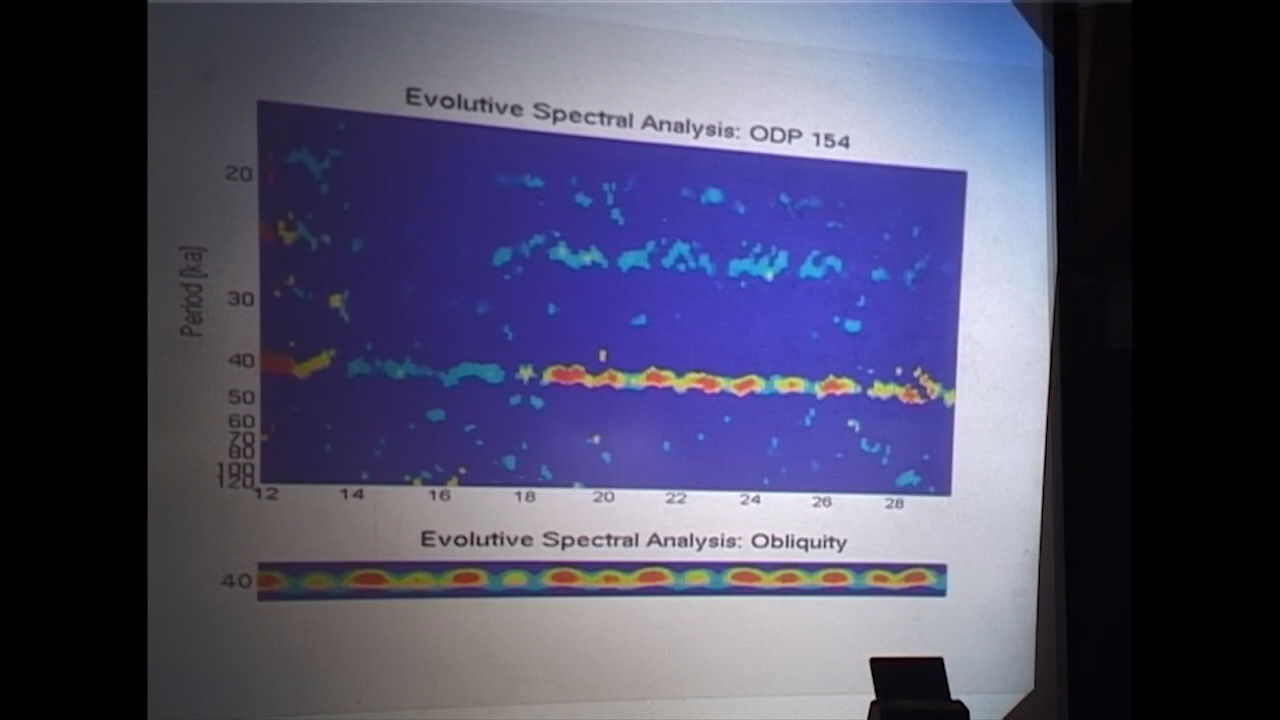 Evolutive Spectral Analysis: ODP 154
Period [ka]
20
30
40
50
60
70
80
100
120
12 14 16 18 20 22 24 26 28
Evolutive Spectral Analysis: Obliquity
40